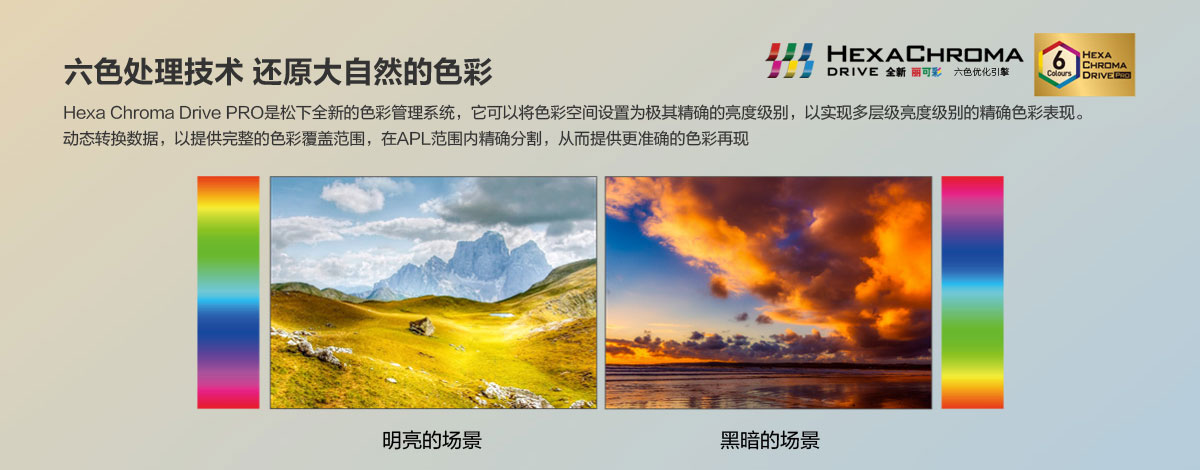 六色处理技术 还原大自然的色彩
HEXACHROMA
DRIVE 全新 丽可彩 六色优化引擎
6
Colours
HEXA
CHROMA
DRIVE PRO
Hexa Chroma Drive PRO是松下全新的色彩管理系统，它可以将色彩空间设置为极其精确的亮度级别，以实现多层级亮度级别的精确色彩表现。
动态转换数据，以提供完整的色彩覆盖范围，在APL范围内精确分割，从而提供更准确的色彩再现
明亮的场景
黑暗的场景